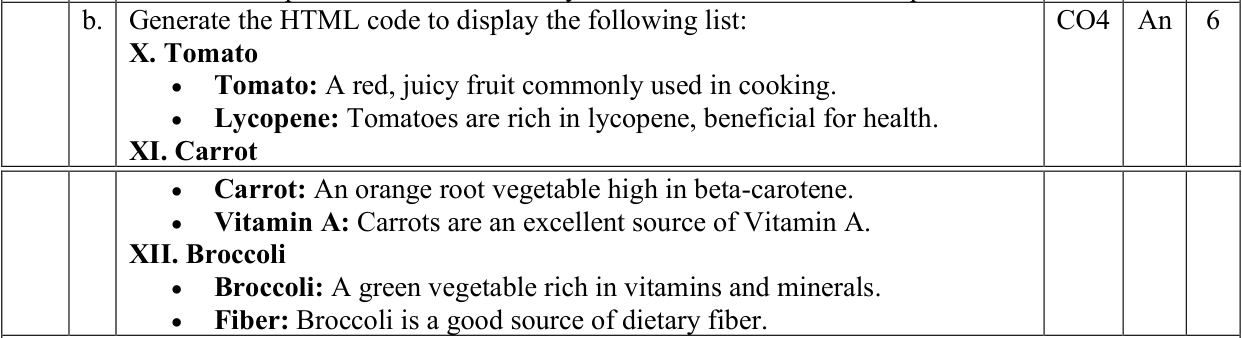 b. Generate the HTML code to display the following list: CO4 An 6
X. Tomato
• Tomato: A red, juicy fruit commonly used in cooking.
• Lycopene: Tomatoes are rich in lycopene, beneficial for health.
XI. Carrot
• Carrot: An orange root vegetable high in beta-carotene.
• Vitamin A: Carrots are an excellent source of Vitamin A.
XII. Broccoli
• Broccoli: A green vegetable rich in vitamins and minerals.
• Fiber: Broccoli is a good source of dietary fiber.